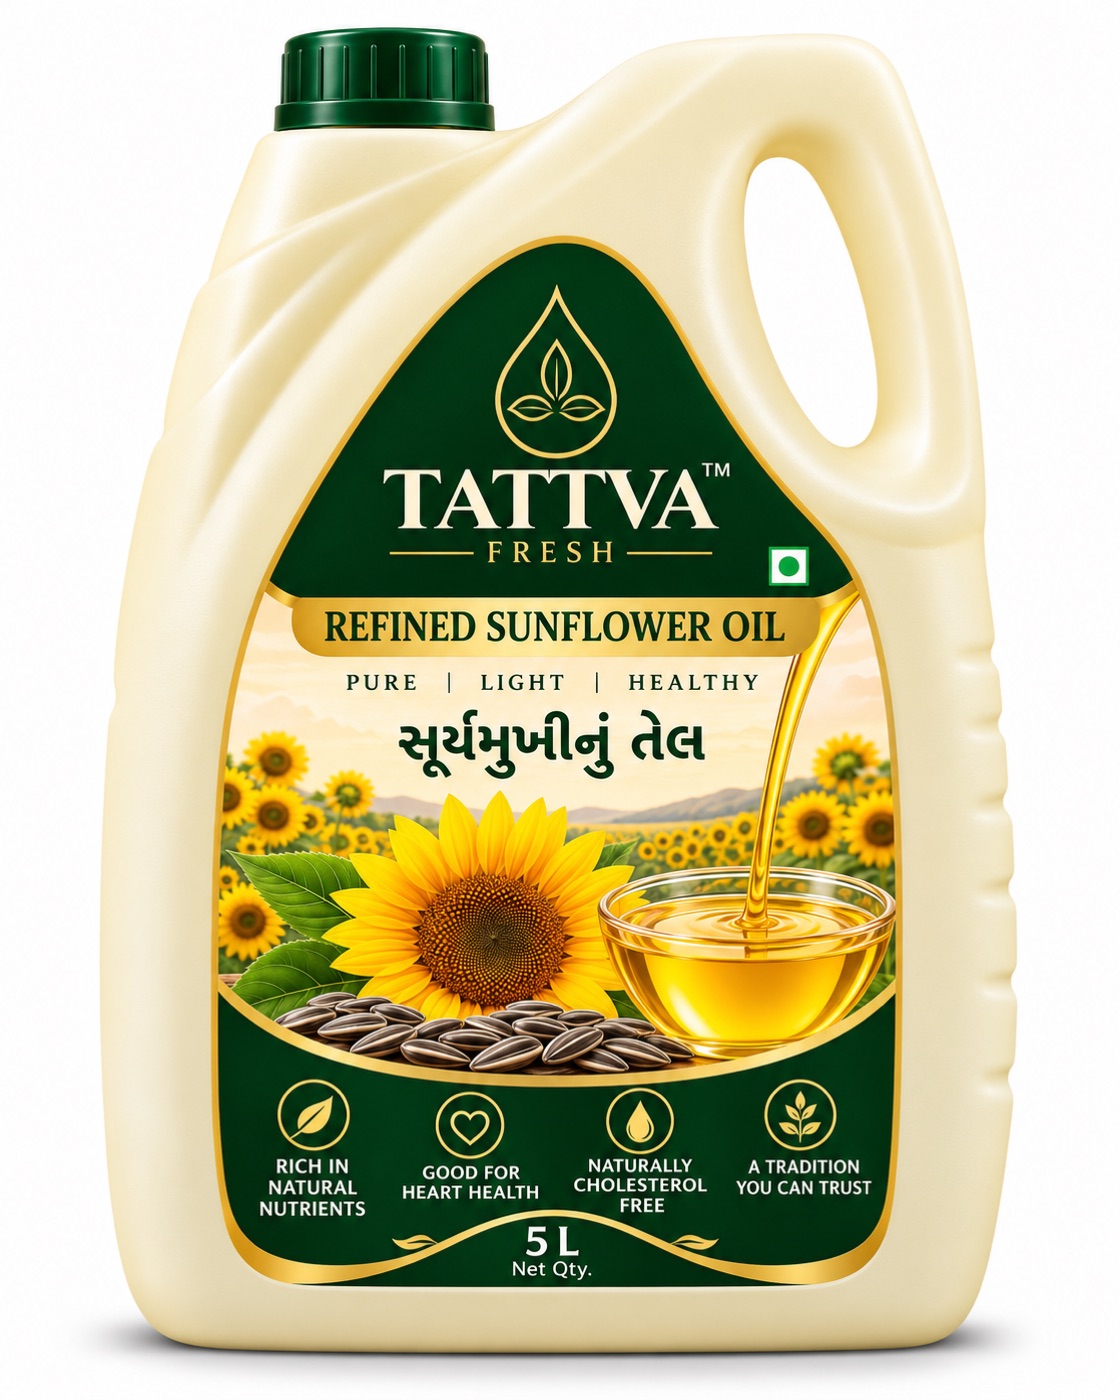 TATTVA™
FRESH
REFINED SUNFLOWER OIL
PURE | LIGHT | HEALTHY
સૂર્યમુખીનું તેલ
RICH IN
NATURAL
NUTRIENTS
GOOD FOR
HEART HEALTH
NATURALLY
CHOLESTEROL
FREE
A TRADITION
YOU CAN TRUST
5 L
Net Qty.